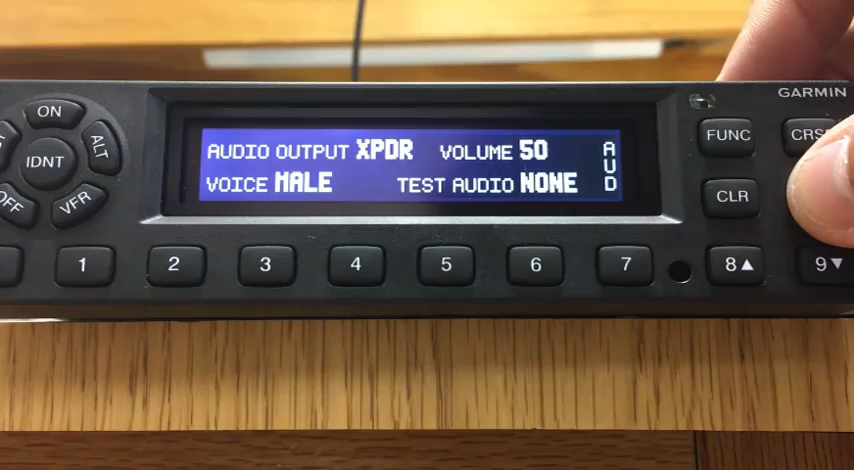 GARMIN
ON
ALT
IDNT
VFR
FUNC
CLR
AUDIO OUTPUT XPDR VOLUME 50
VOICE MALE TEST AUDIO NONE
AUD
1 2 3 4 5 6 7 8▲ 9▼